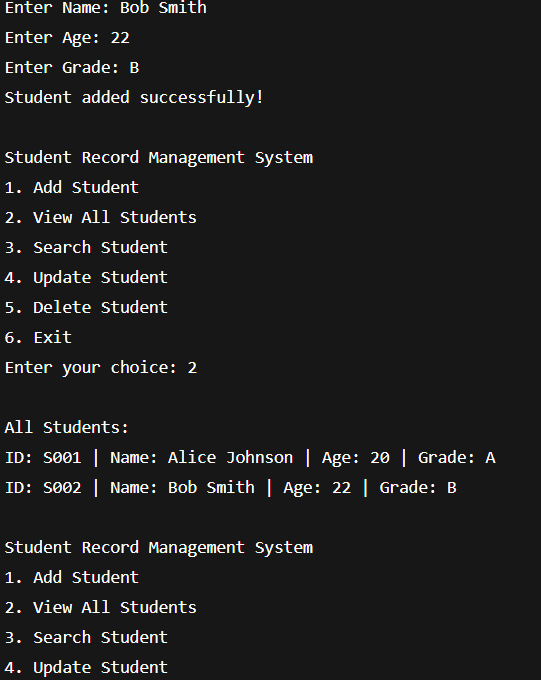 Enter Name: Bob Smith
Enter Age: 22
Enter Grade: B
Student added successfully!
Student Record Management System
1. Add Student
2. View All Students
3. Search Student
4. Update Student
5. Delete Student
6. Exit
Enter your choice: 2
All Students:
ID: S001 | Name: Alice Johnson | Age: 20 | Grade: A
ID: S002 | Name: Bob Smith | Age: 22 | Grade: B
Student Record Management System
1. Add Student
2. View All Students
3. Search Student
4. Update Student